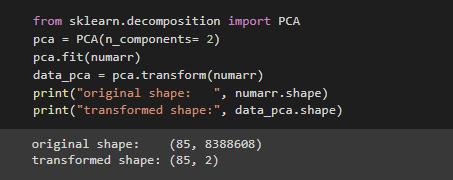 from sklearn.decomposition import PCA
pca = PCA(n_components= 2)
pca.fit(numarr)
data_pca = pca.transform(numarr)
print("original shape:   ", numarr.shape)
print("transformed shape:", data_pca.shape)
original shape:    (85, 8388608)
transformed shape: (85, 2)